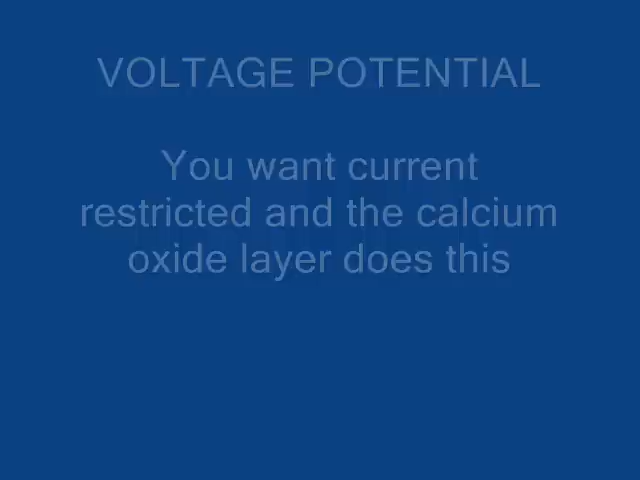 VOLTAGE POTENTIAL
You want current
restricted and the calcium
oxide layer does this